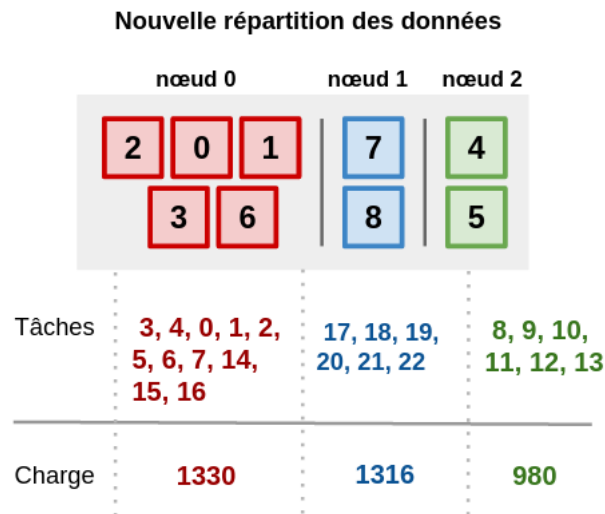 Nouvelle répartition des données
nœud 0 nœud 1 nœud 2
2 0 1 7 4
3 6 8 5
Tâches
3, 4, 0, 1, 2,
5, 6, 7, 14,
15, 16
17, 18, 19,
20, 21, 22
8, 9, 10,
11, 12, 13
Charge 1330 1316 980